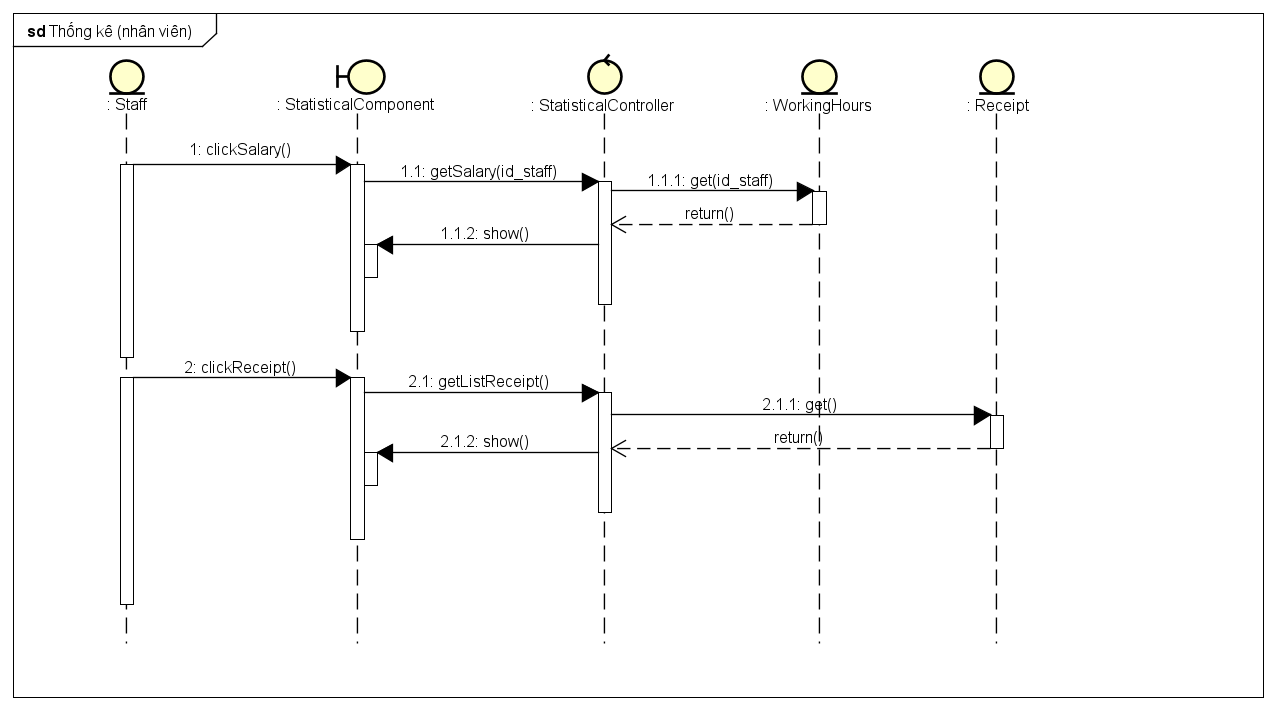 sd Thống kê (nhân viên)
: Staff
: StatisticalComponent
: StatisticalController
: WorkingHours
: Receipt
1: clickSalary()
1.1: getSalary(id_staff)
1.1.1: get(id_staff)
return()
1.1.2: show()
2: clickReceipt()
2.1: getListReceipt()
2.1.1: get()
return()
2.1.2: show()